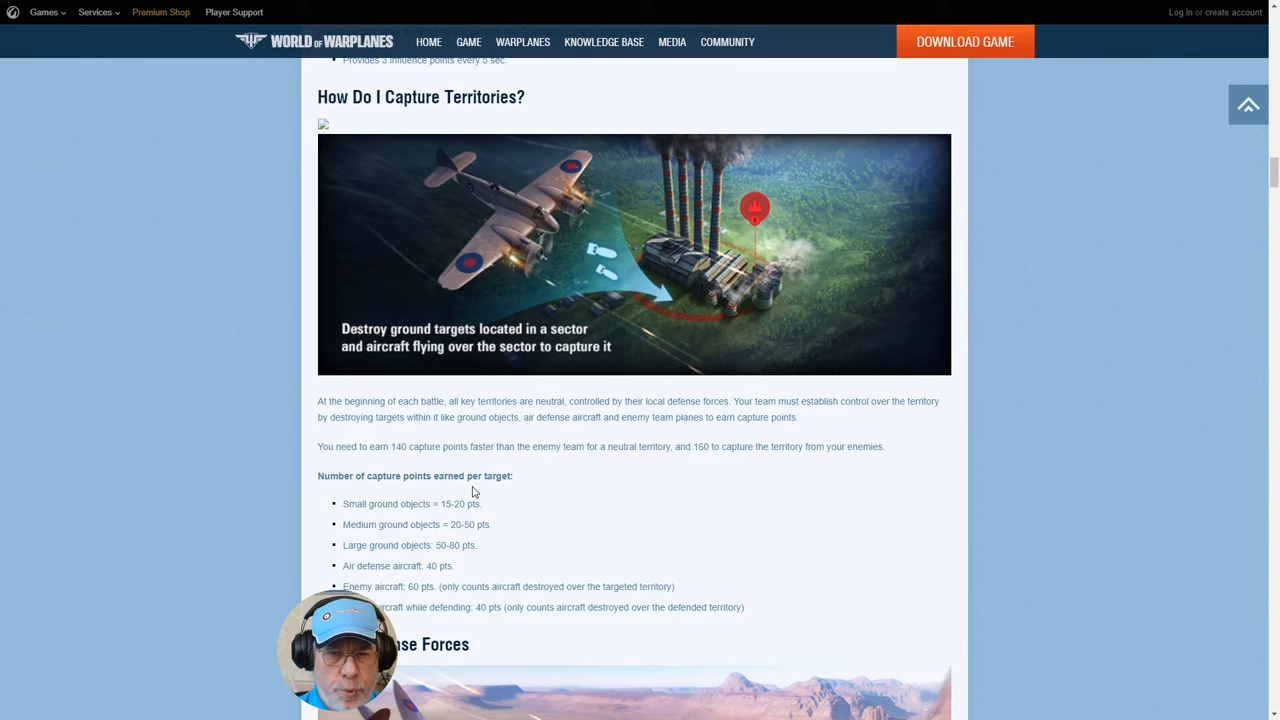 Games
Services
Premium Shop
Player Support
Log in or create account
WORLD OF WARPLANES
HOME
GAME
WARPLANES
KNOWLEDGE BASE
MEDIA
COMMUNITY
DOWNLOAD GAME
Provides 3 influence points every 5 sec.
How Do I Capture Territories?
Destroy ground targets located in a sector
and aircraft flying over the sector to capture it
At the beginning of each battle, all key territories are neutral, controlled by their local defense forces. Your team must establish control over the territory
by destroying targets within it like ground objects, air defense aircraft and enemy team planes to earn capture points.
You need to earn 140 capture points faster than the enemy team for a neutral territory, and 160 to capture the territory from your enemies.
Number of capture points earned per target:
Small ground objects = 15-20 pts.
Medium ground objects = 20-50 pts.
Large ground objects: 50-80 pts.
Air defense aircraft: 40 pts.
Enemy aircraft: 60 pts. (only counts aircraft destroyed over the targeted territory)
aircraft while defending: 40 pts (only counts aircraft destroyed over the defended territory)
Forces